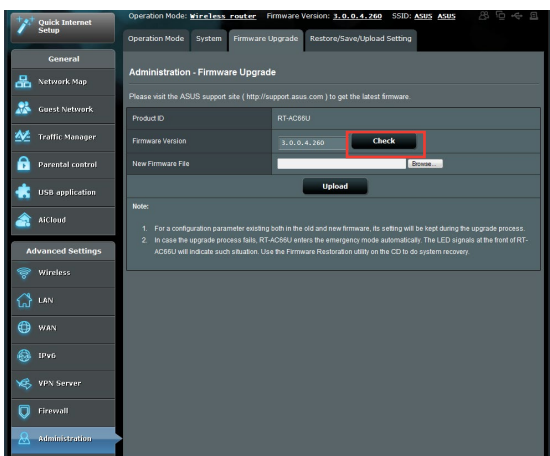 Quick Internet
Setup
Operation Mode: Wireless router Firmware Version: 3.0.0.4.260 SSID: ASUS ASUS
Operation Mode System Firmware Upgrade Restore/Save/Upload Setting
General
Network Map
Guest Network
Traffic Manager
Parental control
USB application
AiCloud
Advanced Settings
Wireless
LAN
WAN
IPv6
VPN Server
Firewall
Administration
Administration - Firmware Upgrade
Please visit the ASUS support site ( http://support.asus.com ) to get the latest firmware.
Product ID RT-AC66U
Firmware Version 3.0.0.4.260 Check
New Firmware File Browse...
Upload
Note:
1. For a configuration parameter existing both in the old and new firmware, its setting will be kept during the upgrade process.
2. In case the upgrade process fails, RT-AC66U enters the emergency mode automatically. The LED signals at the front of RT-
AC66U will indicate such situation. Use the Firmware Restoration utility on the CD to do system recovery.